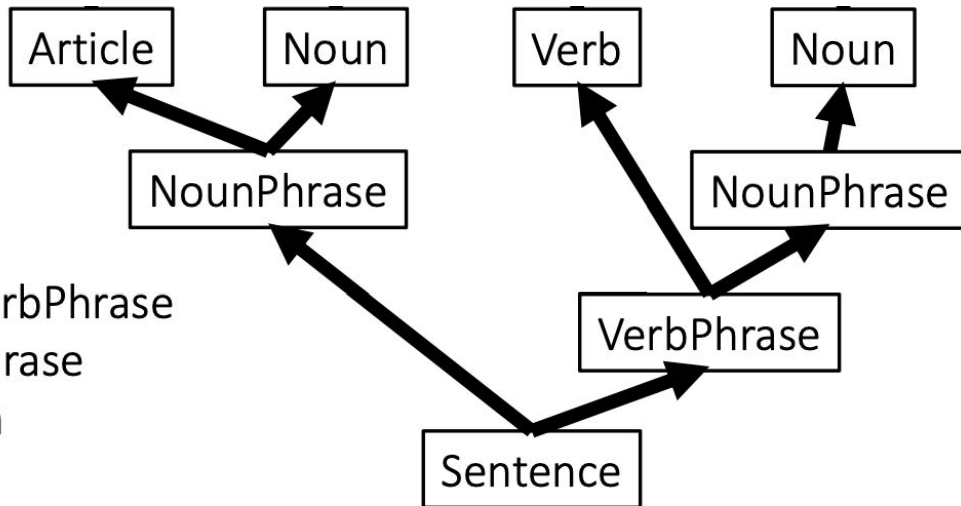 Article Noun Verb Noun
NounPhrase NounPhrase
rbPhrase
VerbPhrase
rase
Sentence